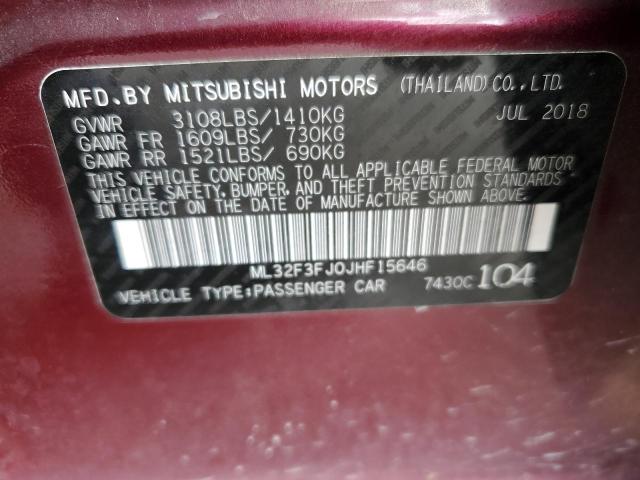 MFD.BY MITSUBISHI MOTORS (THAILAND)CO.,LTD.
GVWR 3108LBS/1410KG JUL 2018
GAWR FR 1609LBS/ 730KG
GAWR RR 1521LBS/ 690KG
THIS VEHICLE CONFORMS TO ALL APPLICABLE FEDERAL MOTOR
VEHICLE SAFETY, BUMPER, AND THEFT PREVENTION STANDARDS
IN EFFECT ON THE DATE OF MANUFACTURE SHOWN ABOVE.
ML32F3FJ0JHF15646
VEHICLE TYPE:PASSENGER CAR 7430C 104